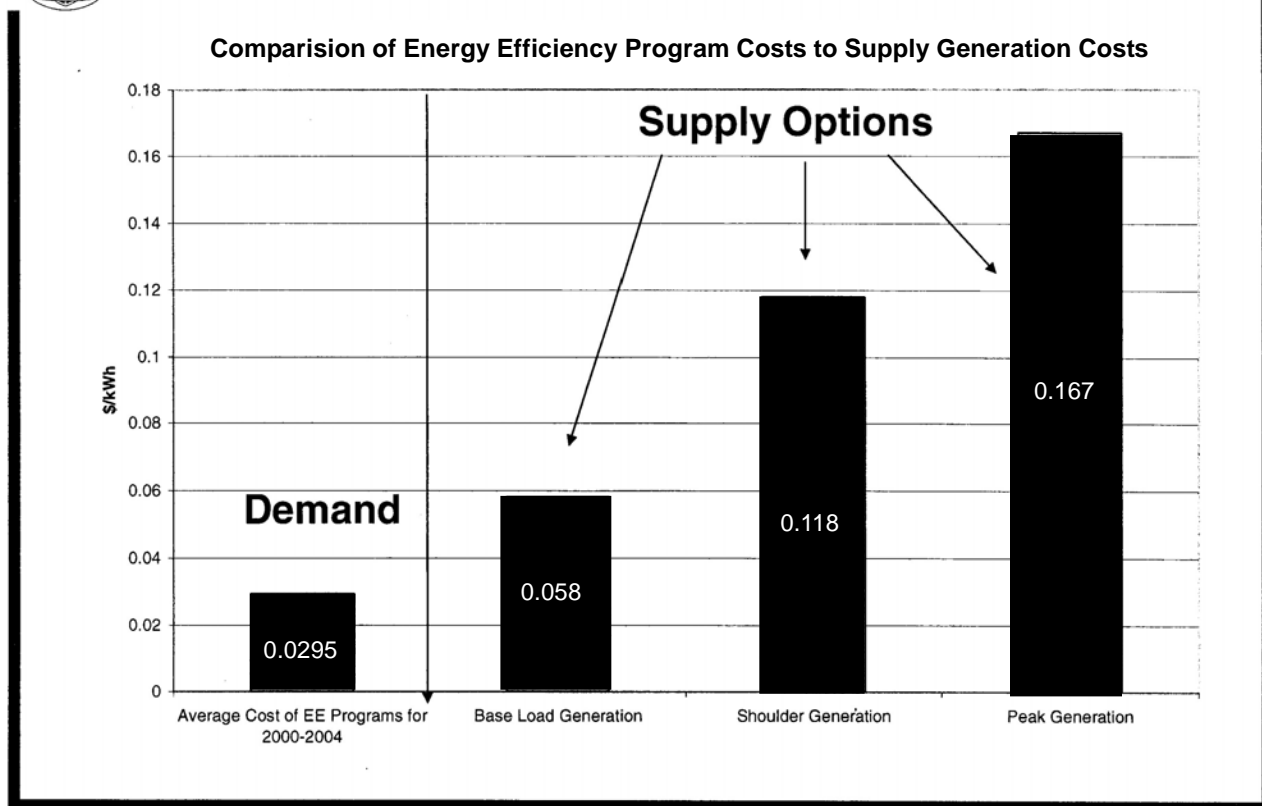 Comparision of Energy Efficiency Program Costs to Supply Generation Costs
0.18
0.16
0.14
0.12
0.1
0.08
0.06
0.04
0.02
0
$/kWh
Supply Options
Demand
0.0295
0.058
0.118
0.167
Average Cost of EE Programs for
2000-2004
Base Load Generation
Shoulder Generation
Peak Generation